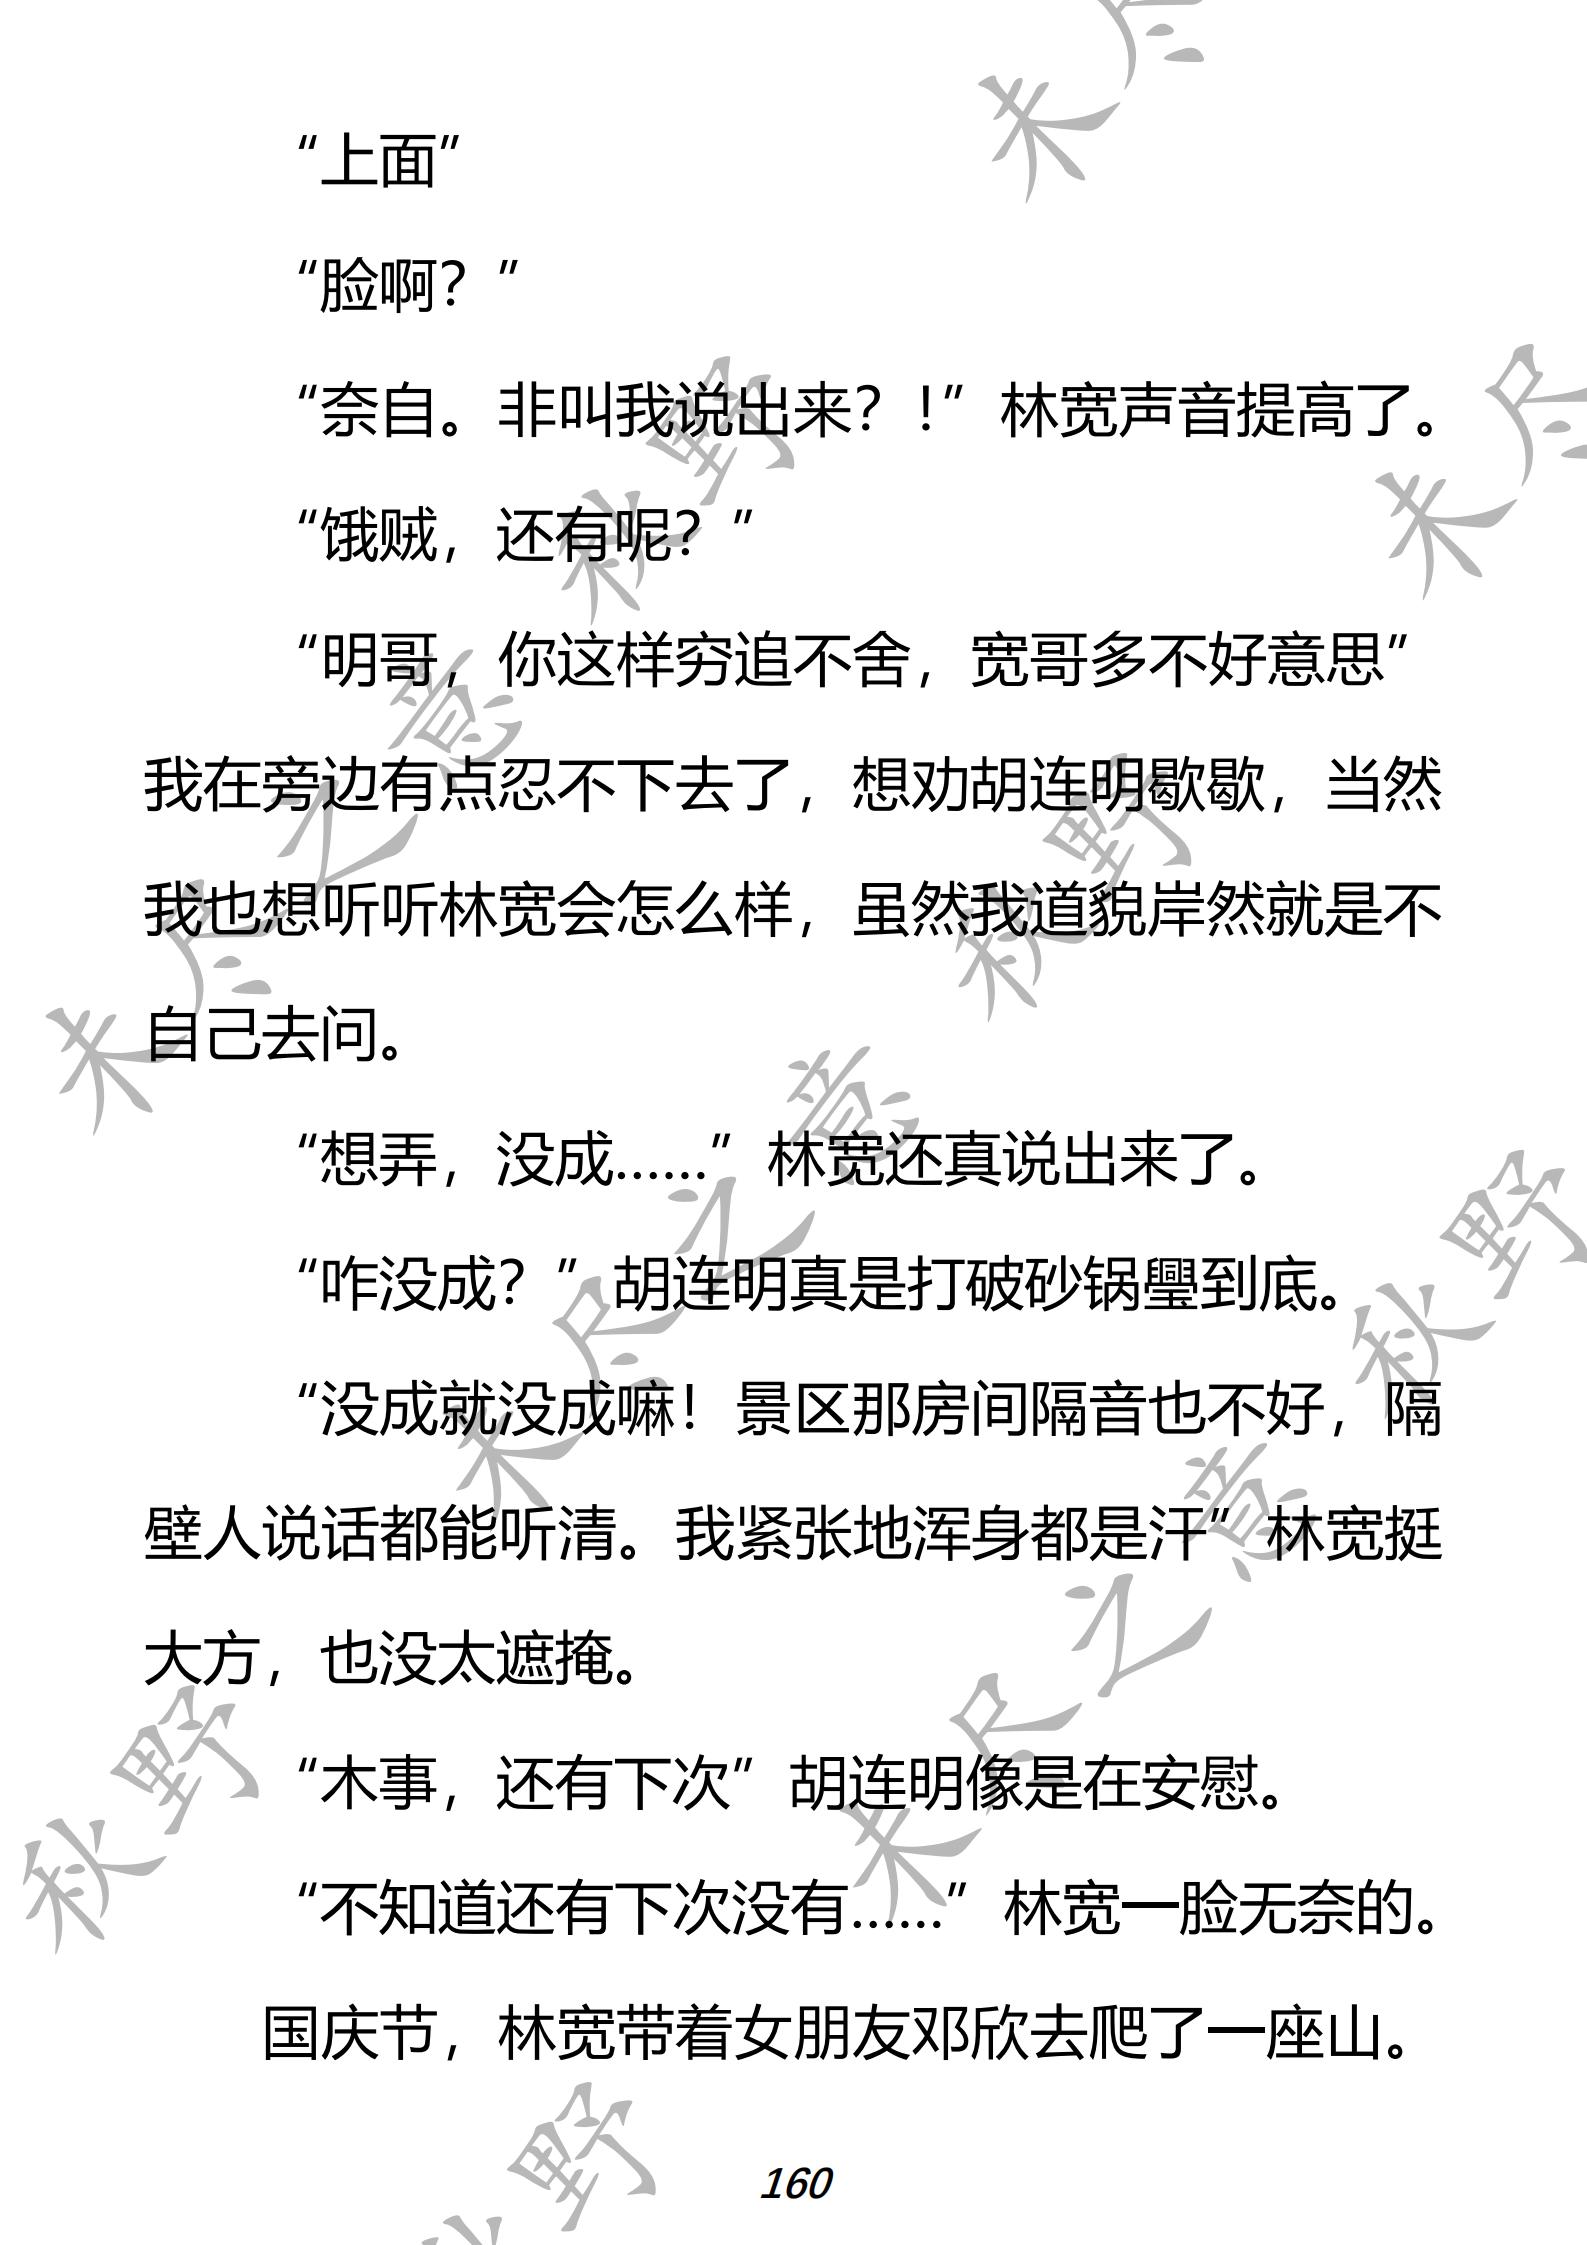 “上面”
“脸啊？”
“奈自。非叫我说出来？！”林宽声音提高了。
“饿贼，还有呢？”
“明哥，你这样穷追不舍，宽哥多不好意思”
我在旁边有点忍不下去了，想劝胡连明歇歇，当然
我也想听听林宽会怎么样，虽然我道貌岸然就是不
自己去问。
“想弄，没成……”林宽还真说出来了。
“咋没成？”胡连明真是打破砂锅璺到底。
“没成就没成嘛！景区那房间隔音也不好，隔
壁人说话都能听清。我紧张地浑身都是汗”林宽挺
大方，也没太遮掩。
“木事，还有下次”胡连明像是在安慰。
“不知道还有下次没有……”林宽一脸无奈的。
国庆节，林宽带着女朋友邓欣去爬了一座山。
160
未尽之意 秋野